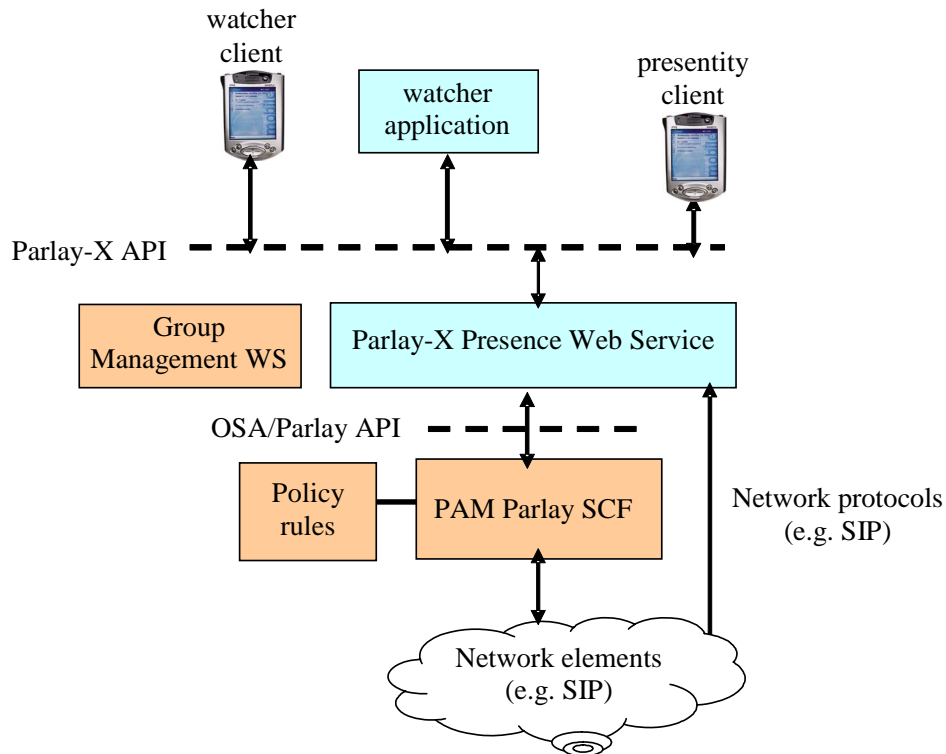 watcher
client
watcher
application
presentity
client
Parlay-X API
Group
Management WS
Parlay-X Presence Web Service
OSA/Parlay API
Policy
rules
PAM Parlay SCF
Network protocols
(e.g. SIP)
Network elements
(e.g. SIP)